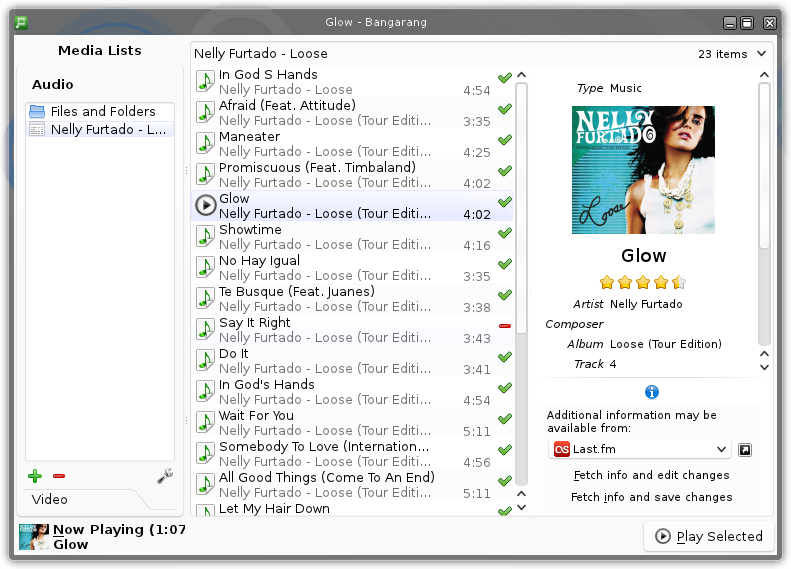 Glow - Bangarang
Media Lists
Audio
Files and Folders
Nelly Furtado - L...
Video
Now Playing (1:07
Glow
Nelly Furtado - Loose
23 items
In God S Hands
Nelly Furtado - Loose 4:54
Afraid (Feat. Attitude)
Nelly Furtado - Loose (Tour Editi... 3:35
Maneater
Nelly Furtado - Loose (Tour Editi... 4:25
Promiscuous (Feat. Timbaland)
Nelly Furtado - Loose (Tour Editi... 4:02
Glow
Nelly Furtado - Loose (Tour Editi... 4:02
Showtime
Nelly Furtado - Loose (Tour Editi... 4:16
No Hay Igual
Nelly Furtado - Loose (Tour Editi... 3:35
Te Busque (Feat. Juanes)
Nelly Furtado - Loose (Tour Editi... 3:38
Say It Right
Nelly Furtado - Loose (Tour Editi... 3:43
Do It
Nelly Furtado - Loose (Tour Editi... 3:41
In God's Hands
Nelly Furtado - Loose (Tour Editi... 4:54
Wait For You
Nelly Furtado - Loose (Tour Editi... 5:11
Somebody To Love (Internation...
Nelly Furtado - Loose (Tour Editi... 4:56
All Good Things (Come To An End)
Nelly Furtado - Loose (Tour Editi... 5:11
Let My Hair Down
Type Music
NELLY
FURTADO
Loose
Glow
Artist Nelly Furtado
Composer
Album Loose (Tour Edition)
Track 4
Additional information may be
available from:
Last.fm
Fetch info and edit changes
Fetch info and save changes
Play Selected